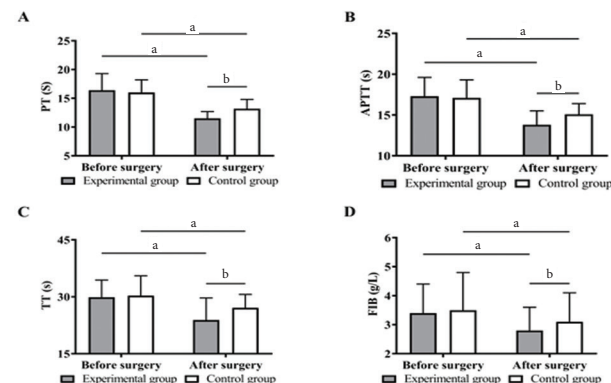 A
a
a
b
PT (S)
25
20
15
10
5
Before surgery After surgery
Experimental group Control group
B
a
a
b
APTT (s)
25
20
15
10
Before surgery After surgery
Experimental group Control group
C
a
a
b
TT (s)
45
30
15
Before surgery After surgery
Experimental group Control group
D
a
a
b
FIB (g/L)
6
5
4
3
2
Before surgery After surgery
Experimental group Control group